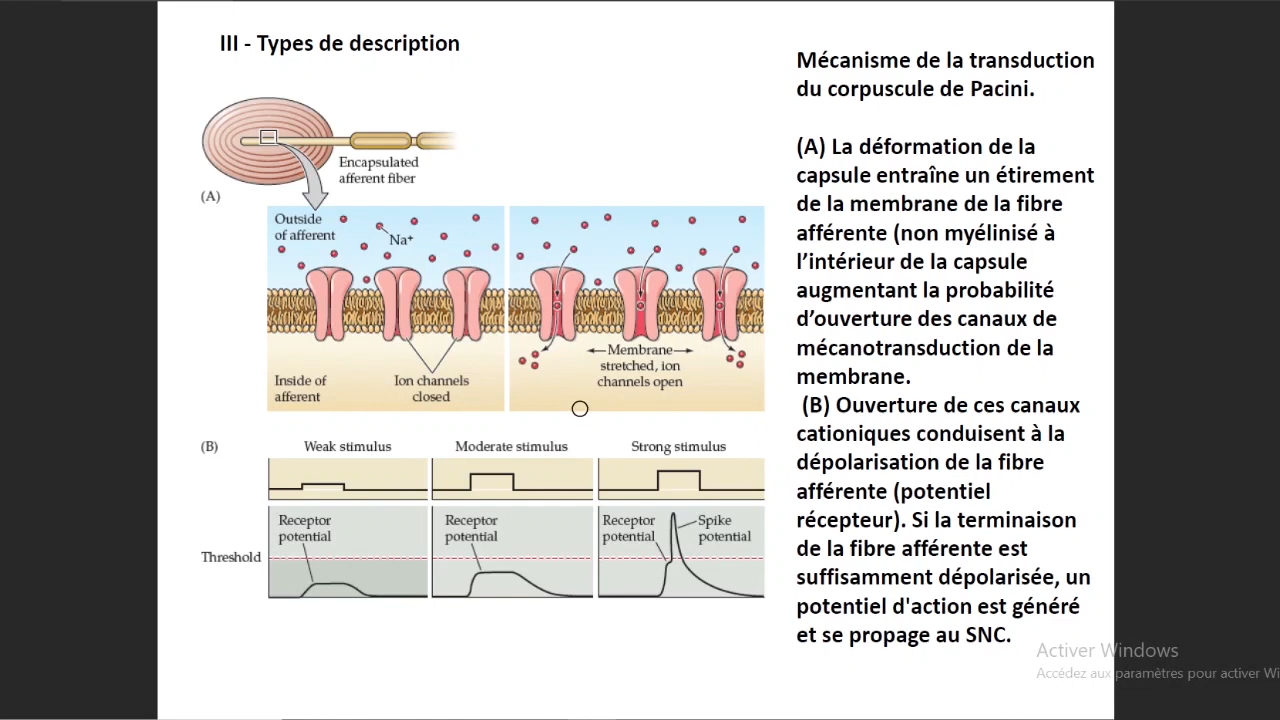 III - Types de description
Encapsulated
afferent fiber
(A)
Outside
of afferent
Na+
Ion channels
closed
Inside of
afferent
Membrane
stretched, ion
channels open
(B)
Weak stimulus
Moderate stimulus
Strong stimulus
Receptor
potential
Receptor
potential
Receptor
potential
Spike
potential
Threshold
Mécanisme de la transduction
du corpuscule de Pacini.
(A) La déformation de la
capsule entraîne un étirement
de la membrane de la fibre
afférente (non myélinisé à
l’intérieur de la capsule
augmentant la probabilité
d’ouverture des canaux de
mécanotransduction de la
membrane.
(B) Ouverture de ces canaux
cationiques conduisent à la
dépolarisation de la fibre
afférente (potentiel
récepteur). Si la terminaison
de la fibre afférente est
suffisamment dépolarisée, un
potentiel d'action est généré
et se propage au SNC.
Activer Windows
Accédez aux paramètres pour activer Wi